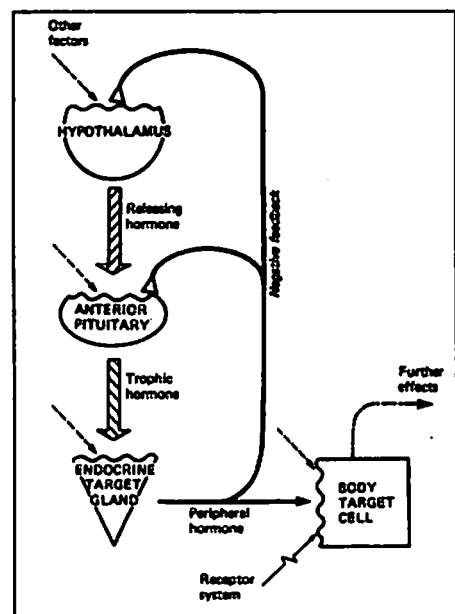 Other
factors
HYPOTHALAMUS
Releasing
hormone
Negative feedback
ANTERIOR
PITUITARY
Trophic
hormone
Further
effects
ENDOCRINE
TARGET
GLAND
BODY
TARGET
CELL
Peripheral
hormone
Receptor
system